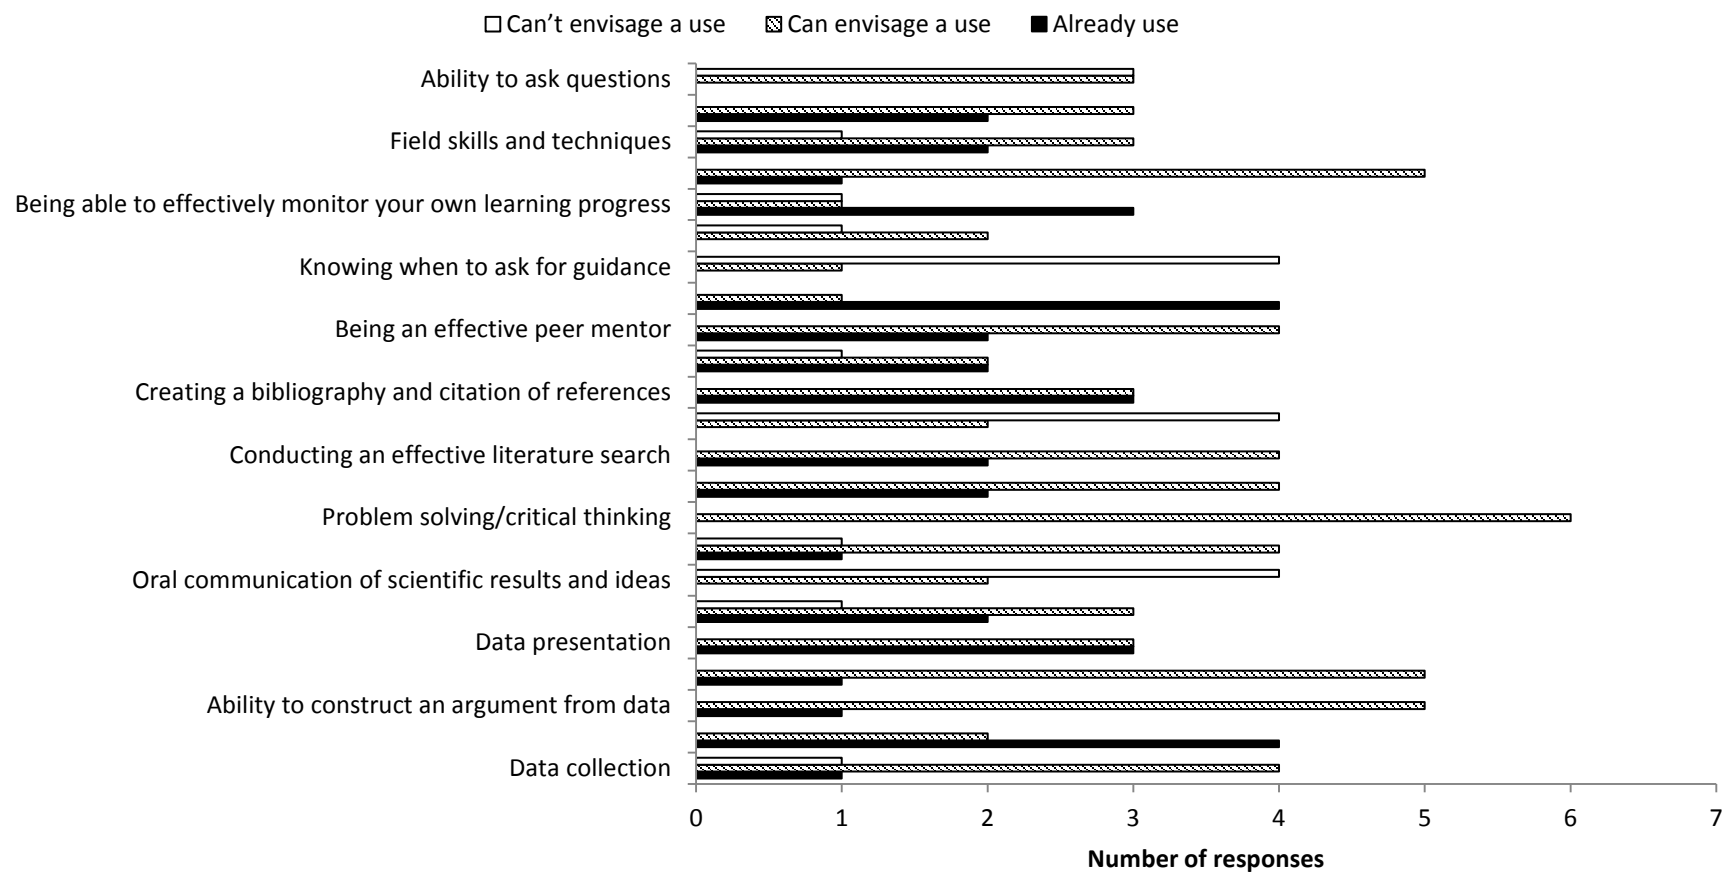 Can’t envisage a use Can envisage a use Already use
Ability to ask questions
Field skills and techniques
Being able to effectively monitor your own learning progress
Knowing when to ask for guidance
Being an effective peer mentor
Creating a bibliography and citation of references
Conducting an effective literature search
Problem solving/critical thinking
Oral communication of scientific results and ideas
Data presentation
Ability to construct an argument from data
Data collection
0 1 2 3 4 5 6 7
Number of responses